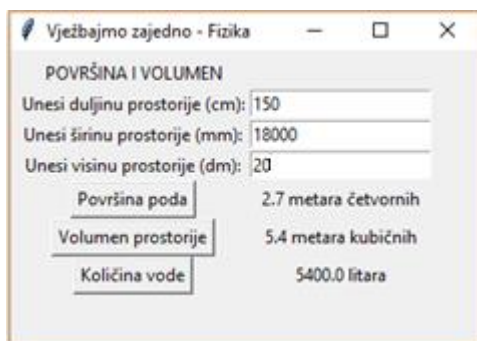 Vježbajmo zajedno - Fizika
POVRŠINA I VOLUMEN
Unesi duljinu prostorije (cm): 150
Unesi širinu prostorije (mm): 18000
Unesi visinu prostorije (dm): 20
Površina poda 2.7 metara četvornih
Volumen prostorije 5.4 metara kubičnih
Količina vode 5400.0 litara